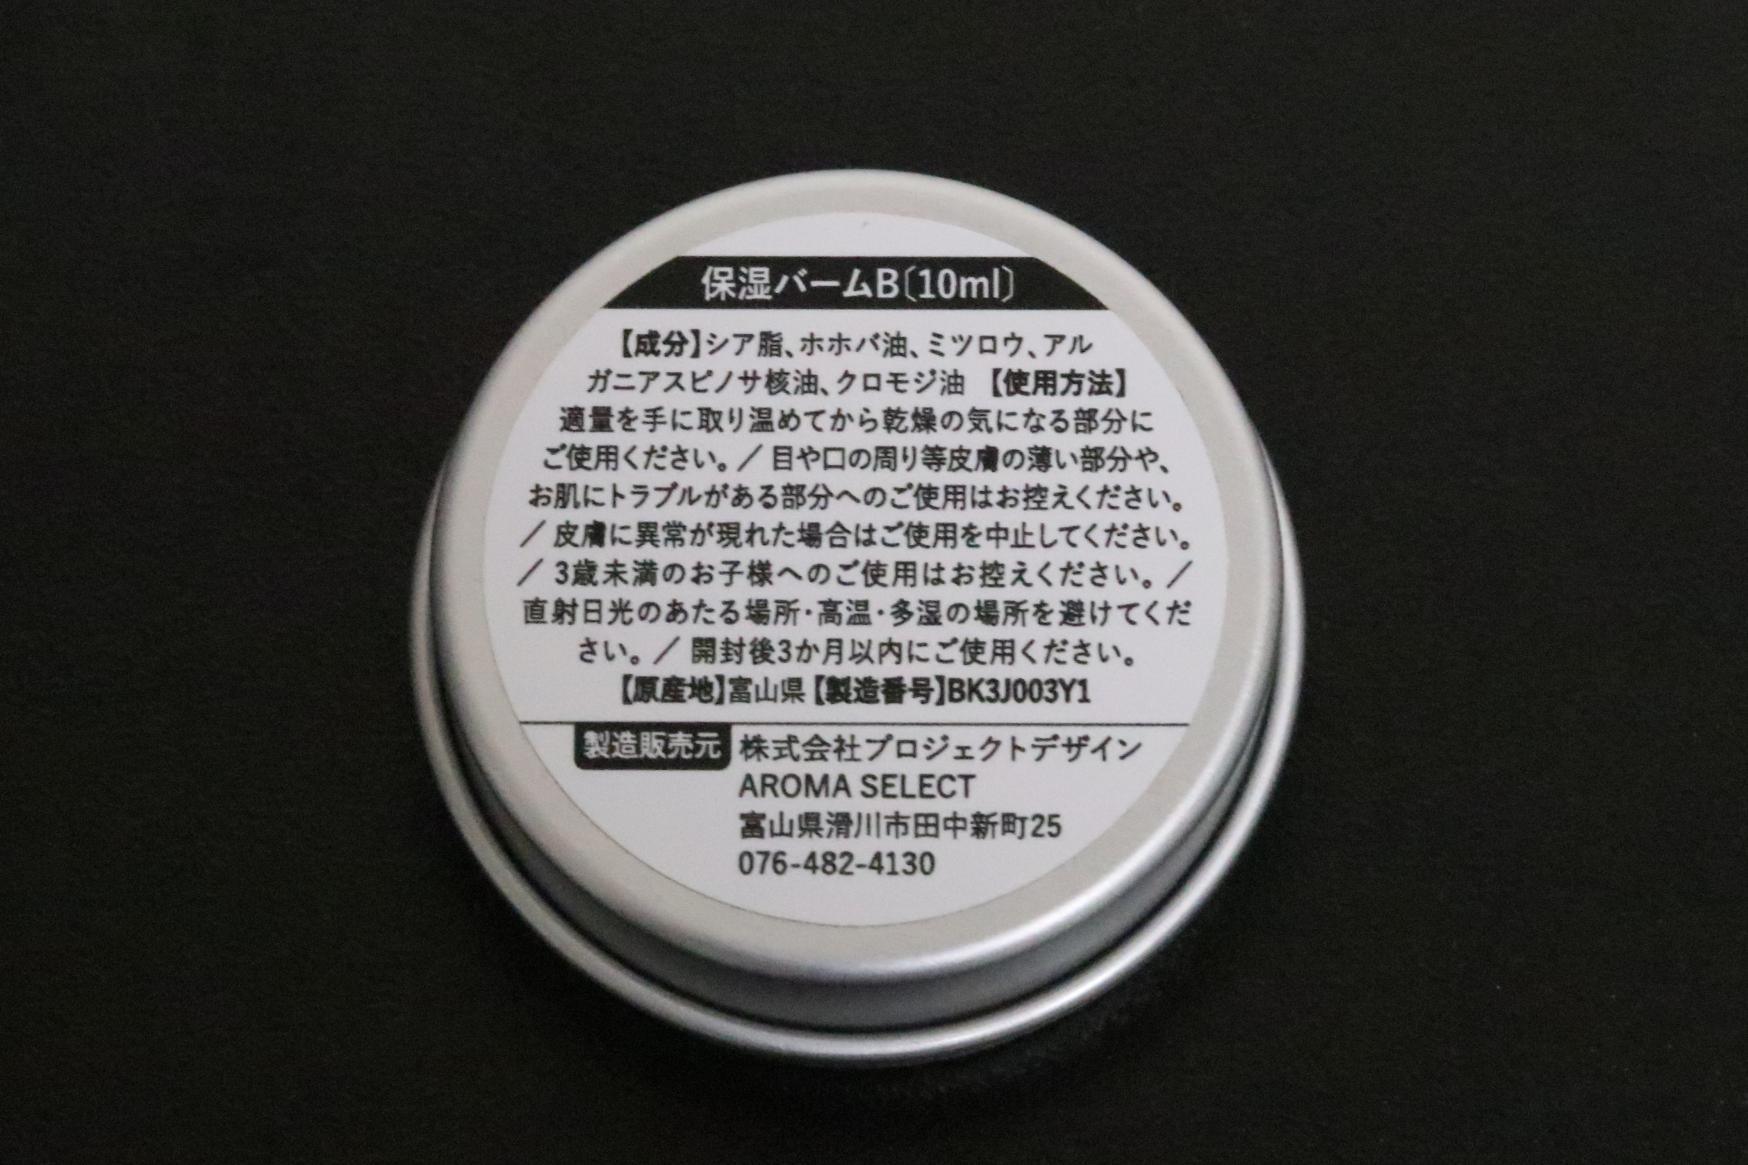 保湿バームB〔10ml〕
【成分】シア脂、ホホバ油、ミツロウ、アル
ガニアスピノサ核油、クロモジ油 【使用方法】
適量を手に取り温めてから乾燥の気になる部分に
ご使用ください。／目や口の周り等皮膚の薄い部分や、
お肌にトラブルがある部分へのご使用はお控えください。
／皮膚に異常が現れた場合はご使用を中止してください。
／3歳未満のお子様へのご使用はお控えください。／
直射日光のあたる場所・高温・多湿の場所を避けてくだ
さい。／開封後3か月以内にご使用ください。
【原産地】富山県【製造番号】BK3J003Y1
製造販売元 株式会社プロジェクトデザイン
AROMA SELECT
富山県滑川市田中新町25
076-482-4130